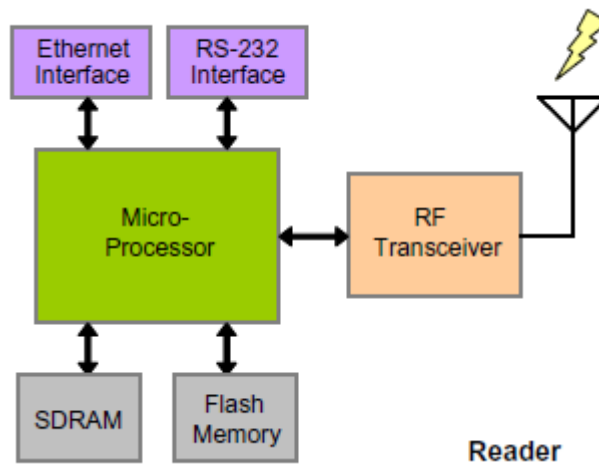 Ethernet
Interface
RS-232
Interface
Micro-
Processor
RF
Transceiver
SDRAM
Flash
Memory
Reader